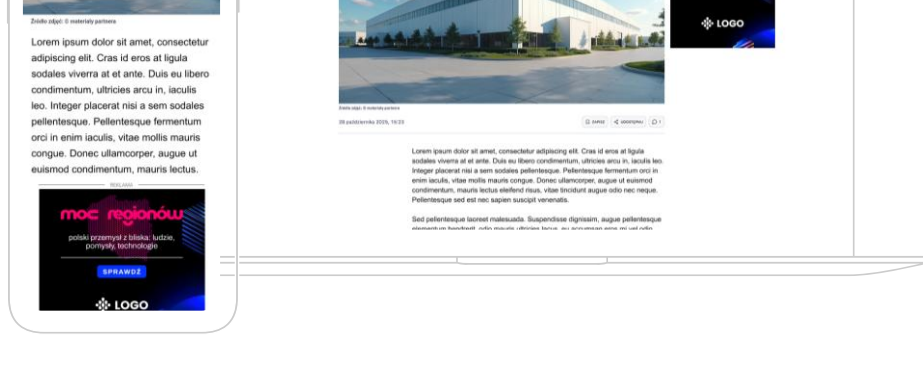 Źródło zdjęć: © materiały partnera
Lorem ipsum dolor sit amet, consectetur
adipiscing elit. Cras id eros at ligula
sodales viverra at et ante. Duis eu libero
condimentum, ultricies arcu in, iaculis
leo. Integer placerat nisi a sem sodales
pellentesque. Pellentesque fermentum
orci in enim iaculis, vitae mollis mauris
congue. Donec ullamcorper, augue ut
euismod condimentum, mauris lectus.
REKLAMA
moc regionów
polski przemysł z bliska: ludzie,
pomysły, technologie
SPRAWDŹ
LOGO
LOGO
Źródło zdjęć: © materiały partnera
ZAPISZ
UDOSTĘPNIJ
1
Lorem ipsum dolor sit amet, consectetur adipiscing elit. Cras id eros at ligula
sodales viverra at et ante. Duis eu libero condimentum, ultricies arcu in, iaculis leo.
Integer placerat nisi a sem sodales pellentesque. Pellentesque fermentum orci in
enim iaculis, vitae mollis mauris congue. Donec ullamcorper, augue ut euismod
condimentum, mauris lectus eleifend risus, vitae tincidunt augue odio nec neque.
Pellentesque sed est nec sapien suscipit venenatis.
Sed pellentesque laoreet malesuada. Suspendisse dignissim, augue pellentesque